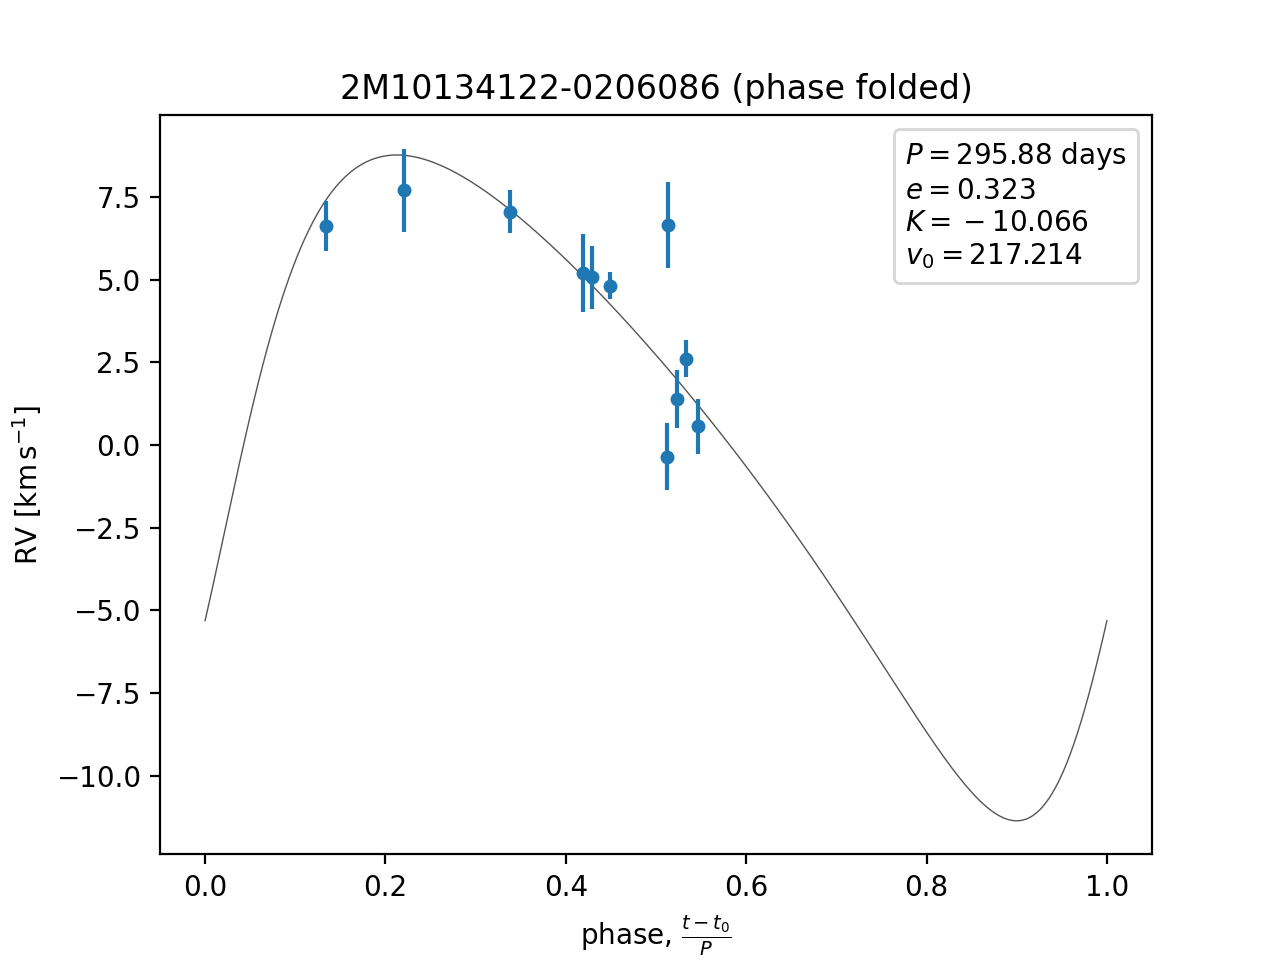 2M10134122-0206086 (phase folded)
P = 295.88 days
e = 0.323
K = −10.066
v₀ = 217.214
RV [km s⁻¹]
7.5
5.0
2.5
0.0
−2.5
−5.0
−7.5
−10.0
0.0 0.2 0.4 0.6 0.8 1.0
phase, (t − t₀)/P